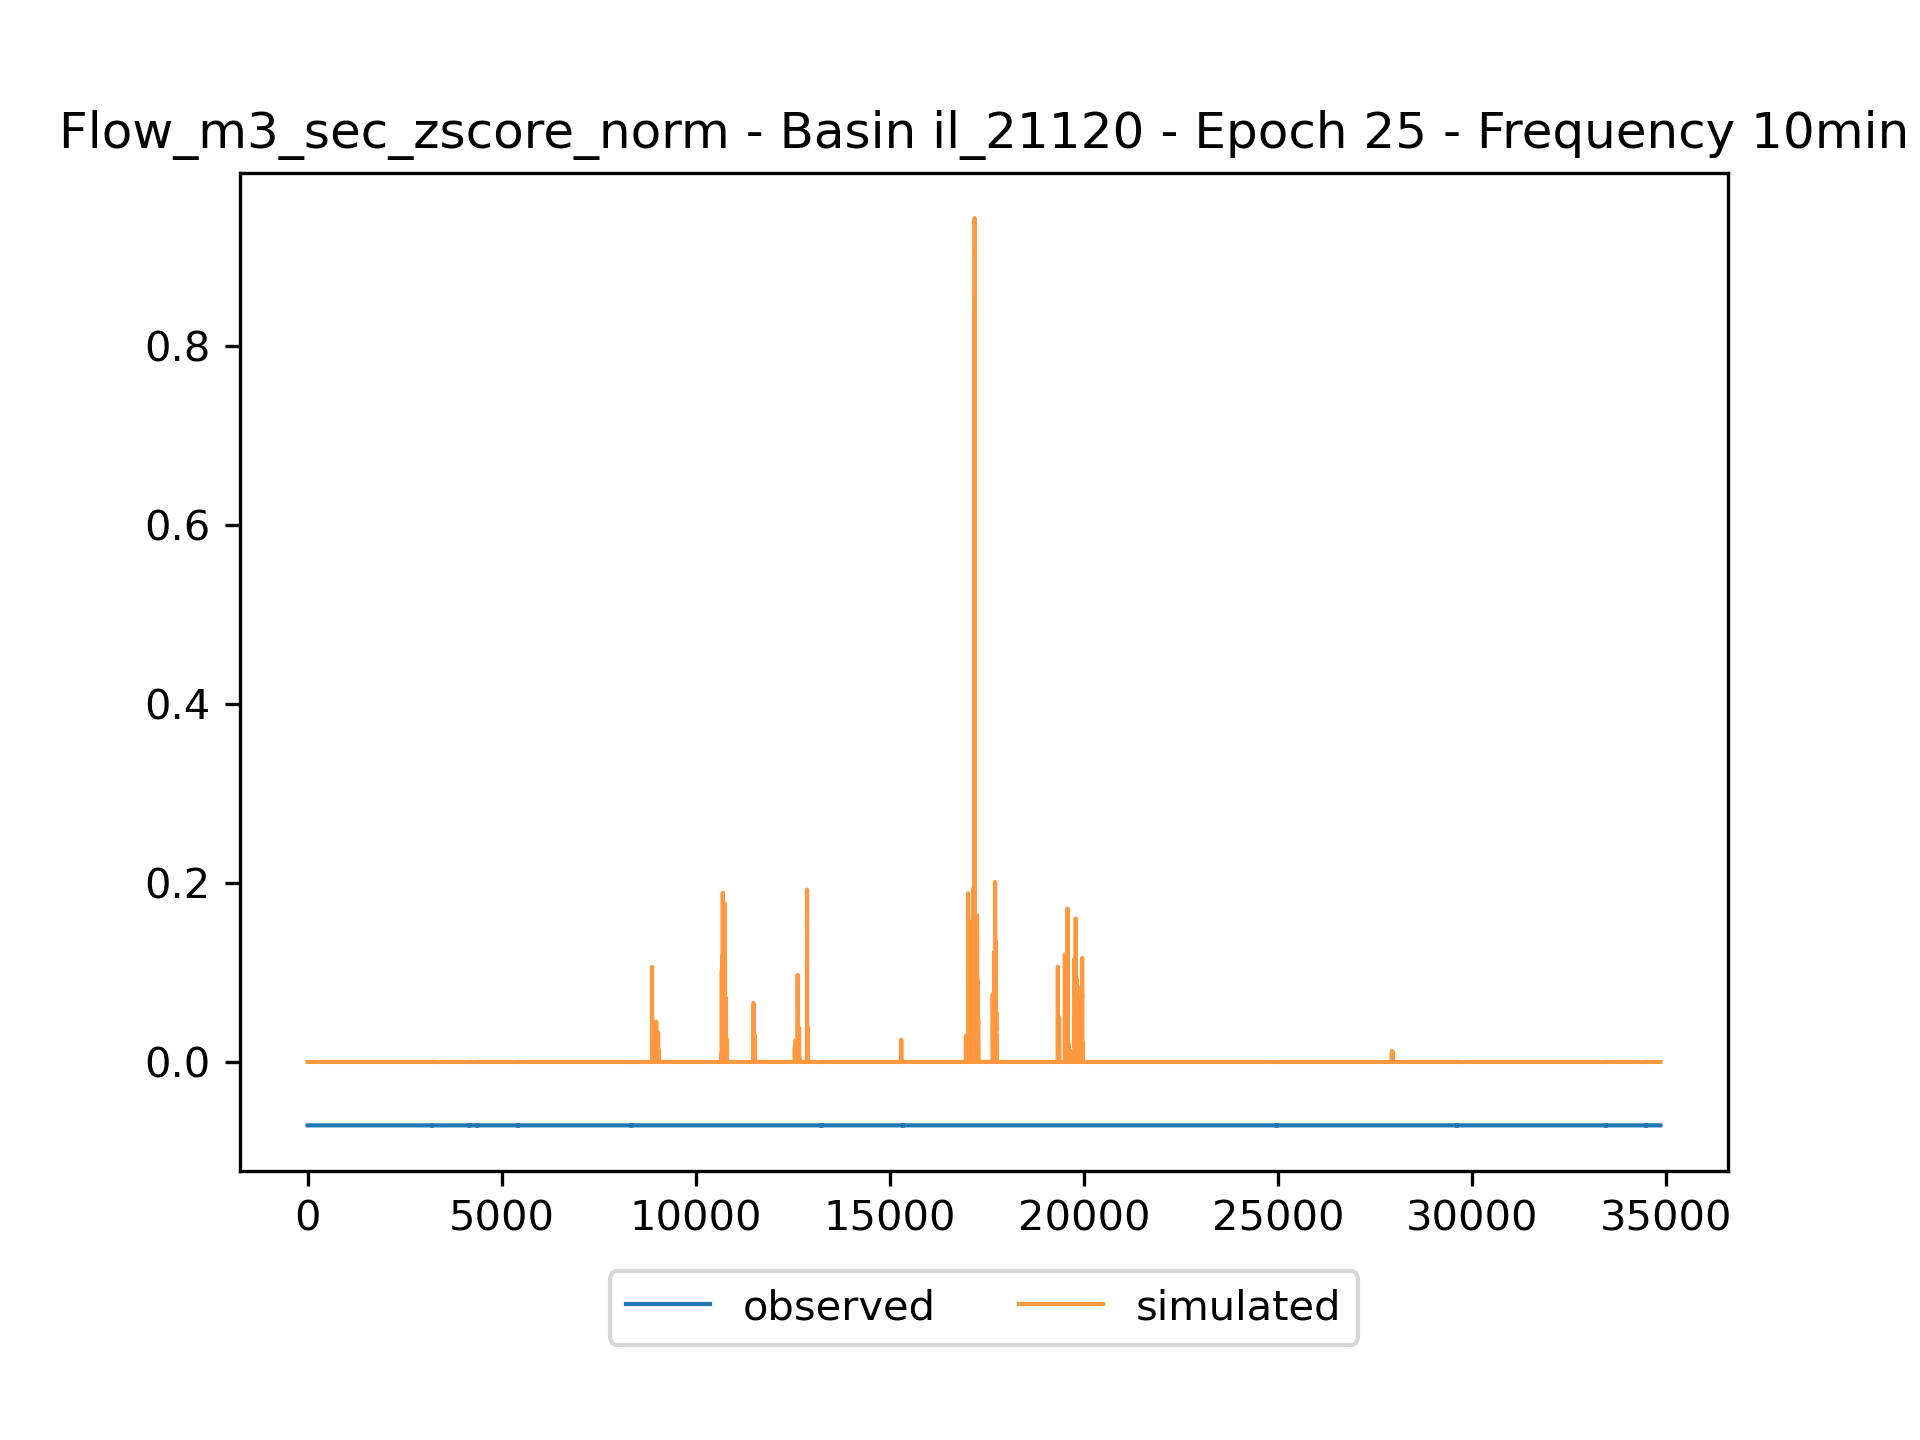 Flow_m3_sec_zscore_norm - Basin il_21120 - Epoch 25 - Frequency 10min
0.8
0.6
0.4
0.2
0.0
0 5000 10000 15000 20000 25000 30000 35000
observed simulated